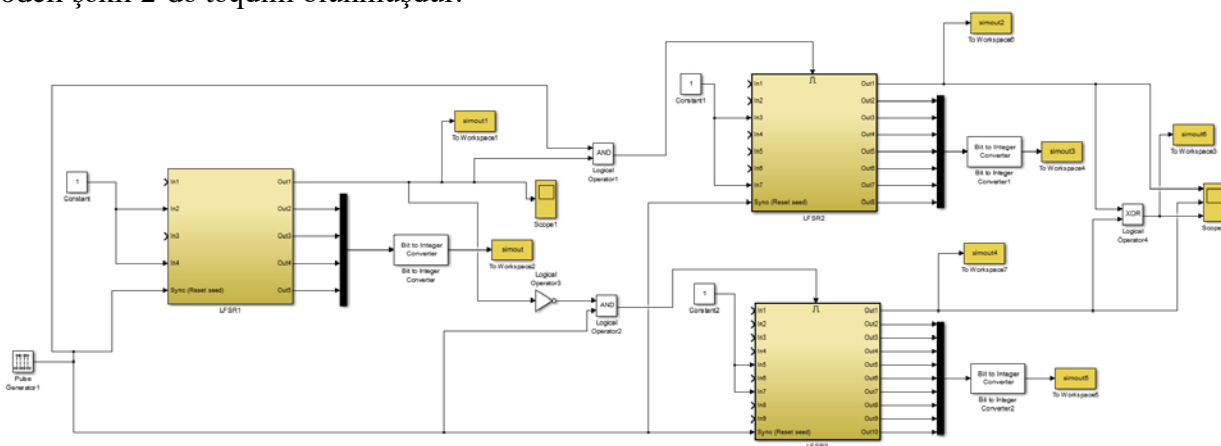 şəkil 2-də təqdim olunmuşdur.
simout2
To Workspace6
1
Constant1
In1
In2
In3
In4
In5
In6
In7
Sync (Reset seed)
Out1
Out2
Out3
Out4
Out5
Out6
Out7
Out8
LFSR2
Bit to Integer
Converter
Bit to Integer
Converter1
simout3
To Workspace4
simout6
To Workspace3
simout1
To Workspace1
AND
Logical
Operator1
1
Constant
In1
In2
In3
In4
Sync (Reset seed)
Out1
Out2
Out3
Out4
Out5
LFSR1
Scope1
Bit to Integer
Converter
Bit to Integer
Converter
simout
To Workspace2
Logical
Operator3
AND
Logical
Operator2
XOR
Logical
Operator4
Scope
simout4
To Workspace7
1
Constant2
In1
In2
In3
In4
In5
In6
In7
In8
In9
Sync (Reset seed)
Out1
Out2
Out3
Out4
Out5
Out6
Out7
Out8
Out9
Out10
Bit to Integer
Converter
Bit to Integer
Converter2
simout5
To Workspace5
Pulse
Generator1